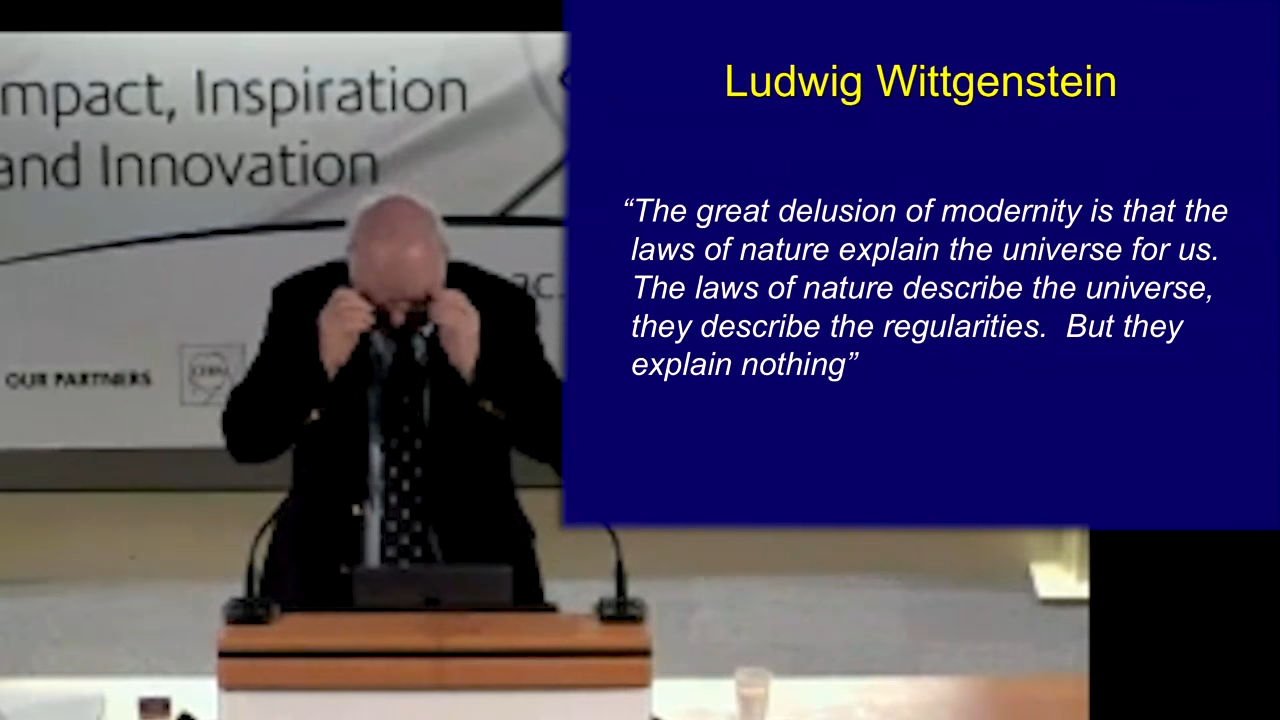 mpact, Inspiration
and Innovation
ac.
OUR PARTNERS
CERN
Ludwig Wittgenstein
“The great delusion of modernity is that the
laws of nature explain the universe for us.
The laws of nature describe the universe,
they describe the regularities.  But they
explain nothing”